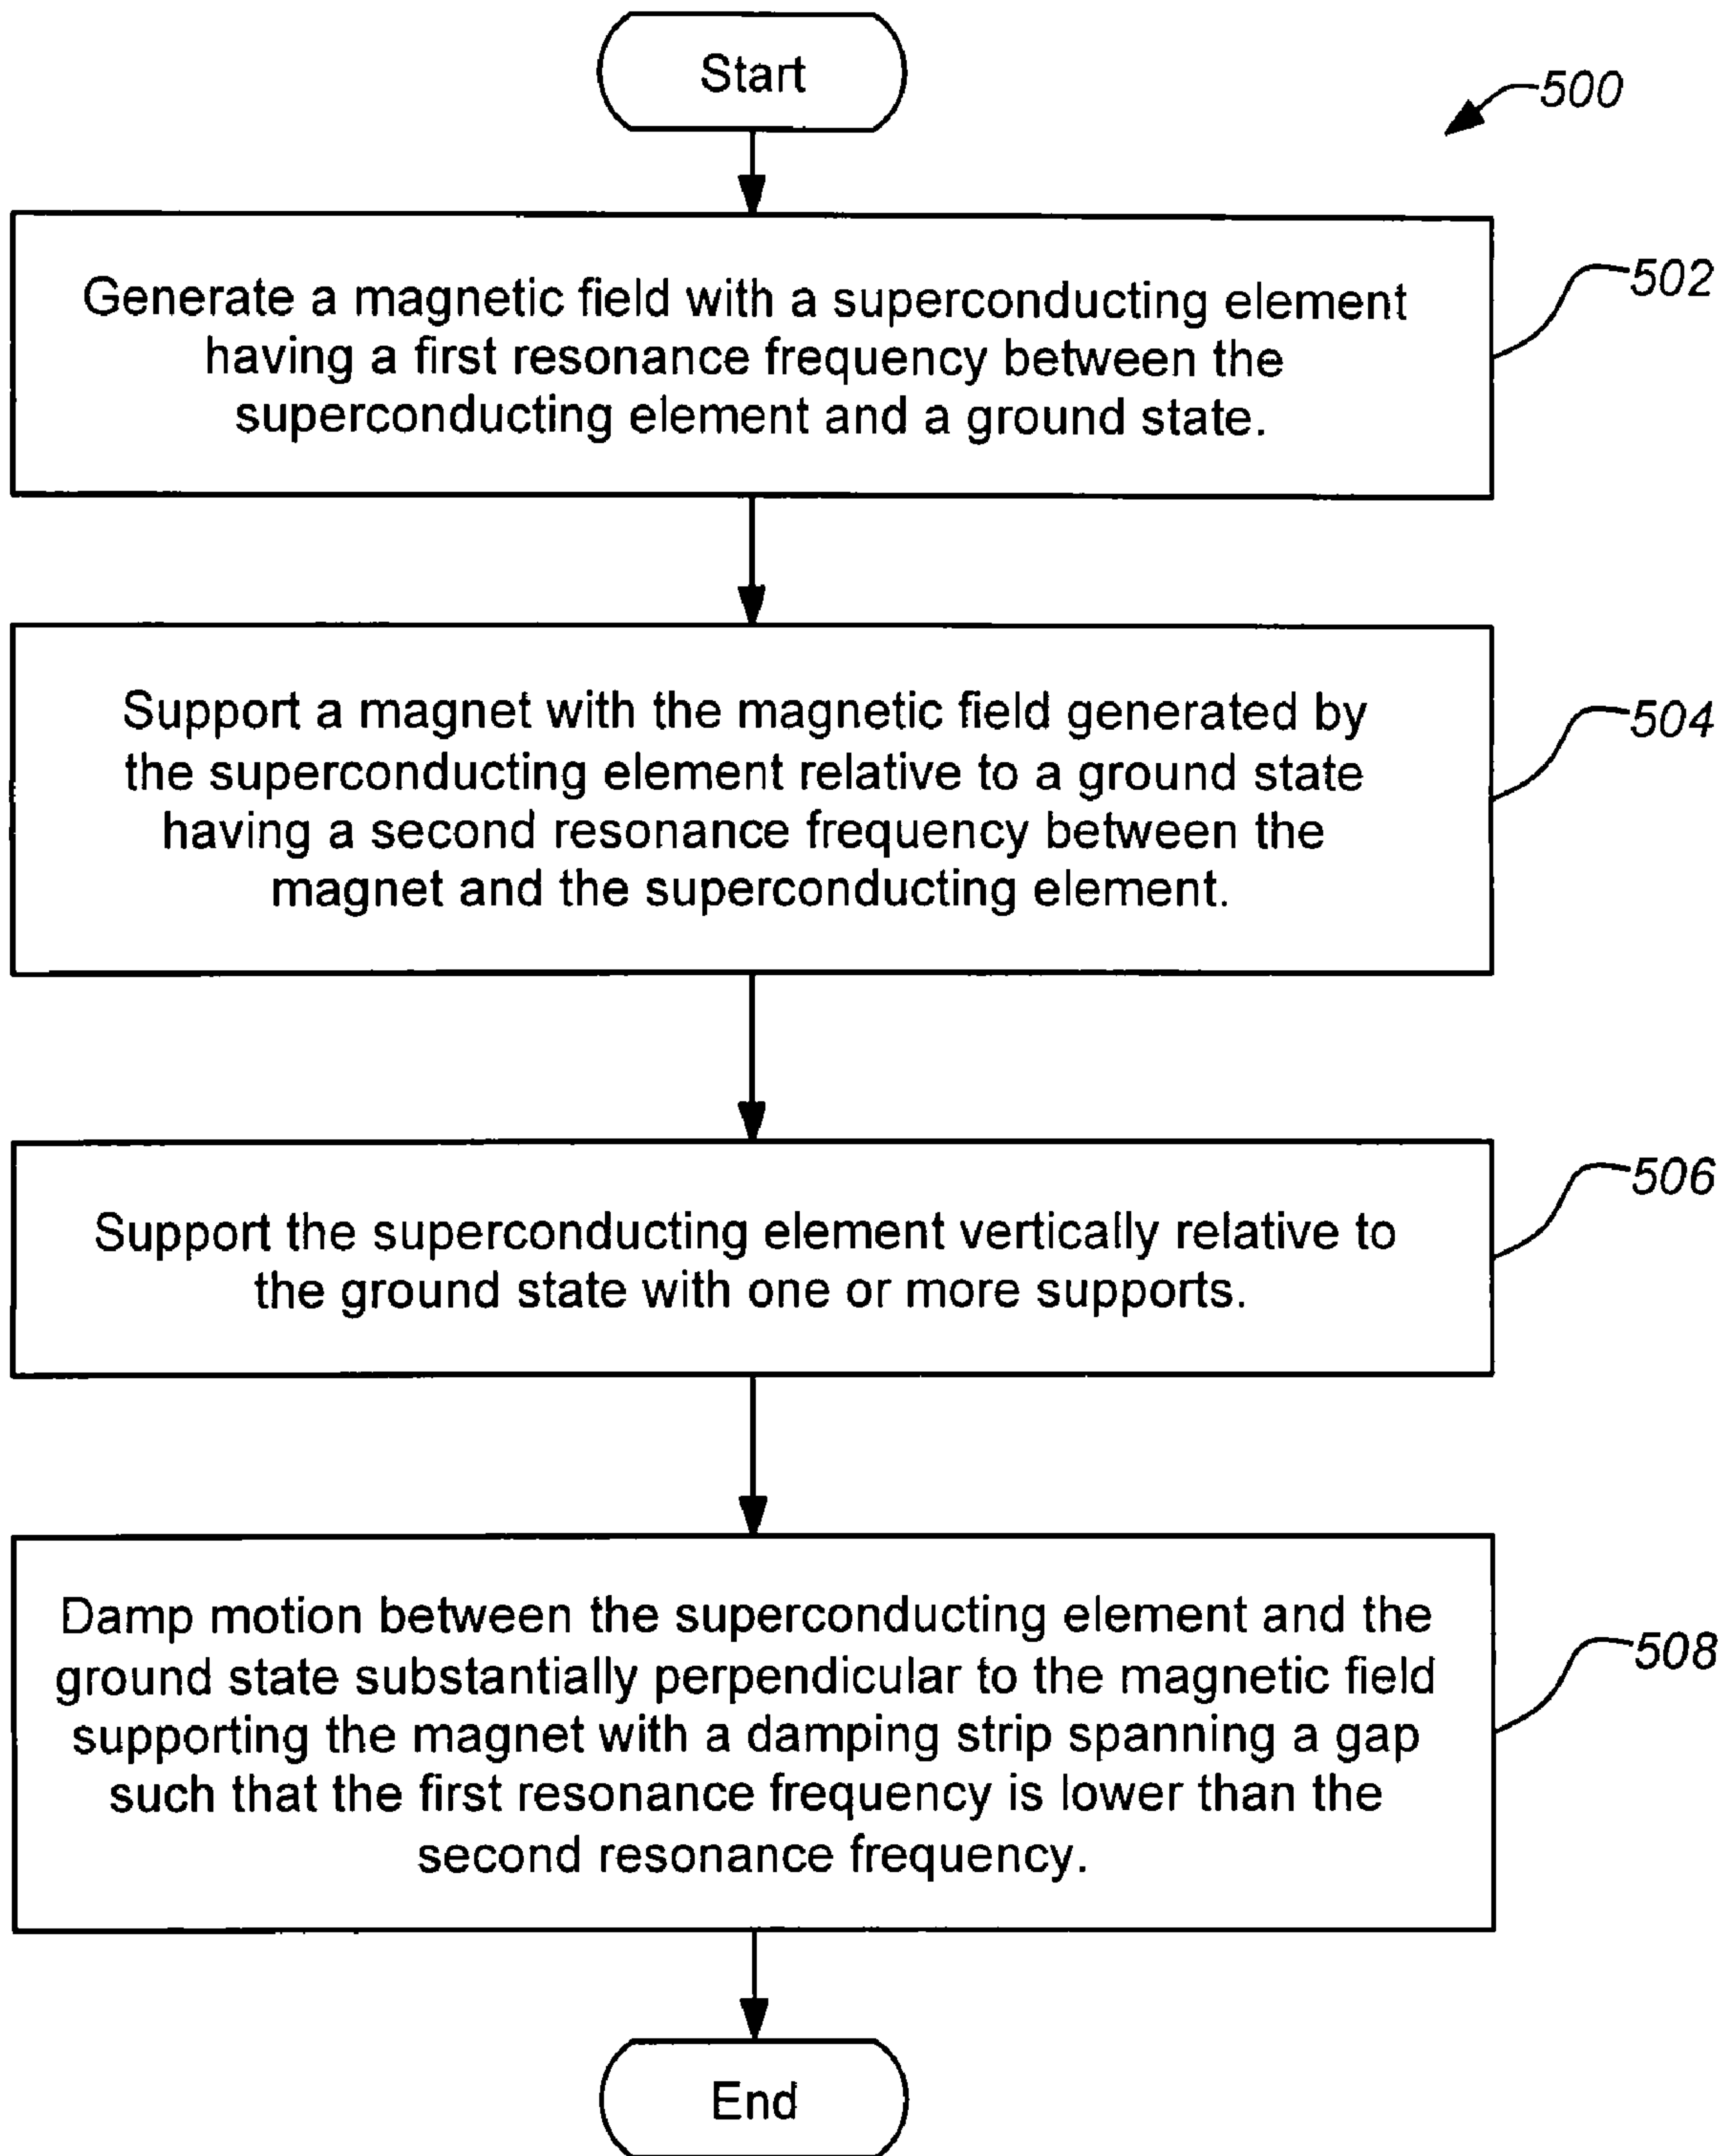 Start
500
Generate a magnetic field with a superconducting element
having a first resonance frequency between the
superconducting element and a ground state.
502
Support a magnet with the magnetic field generated by
the superconducting element relative to a ground state
having a second resonance frequency between the
magnet and the superconducting element.
504
Support the superconducting element vertically relative to
the ground state with one or more supports.
506
Damp motion between the superconducting element and the
ground state substantially perpendicular to the magnetic field
supporting the magnet with a damping strip spanning a gap
such that the first resonance frequency is lower than the
second resonance frequency.
508
End